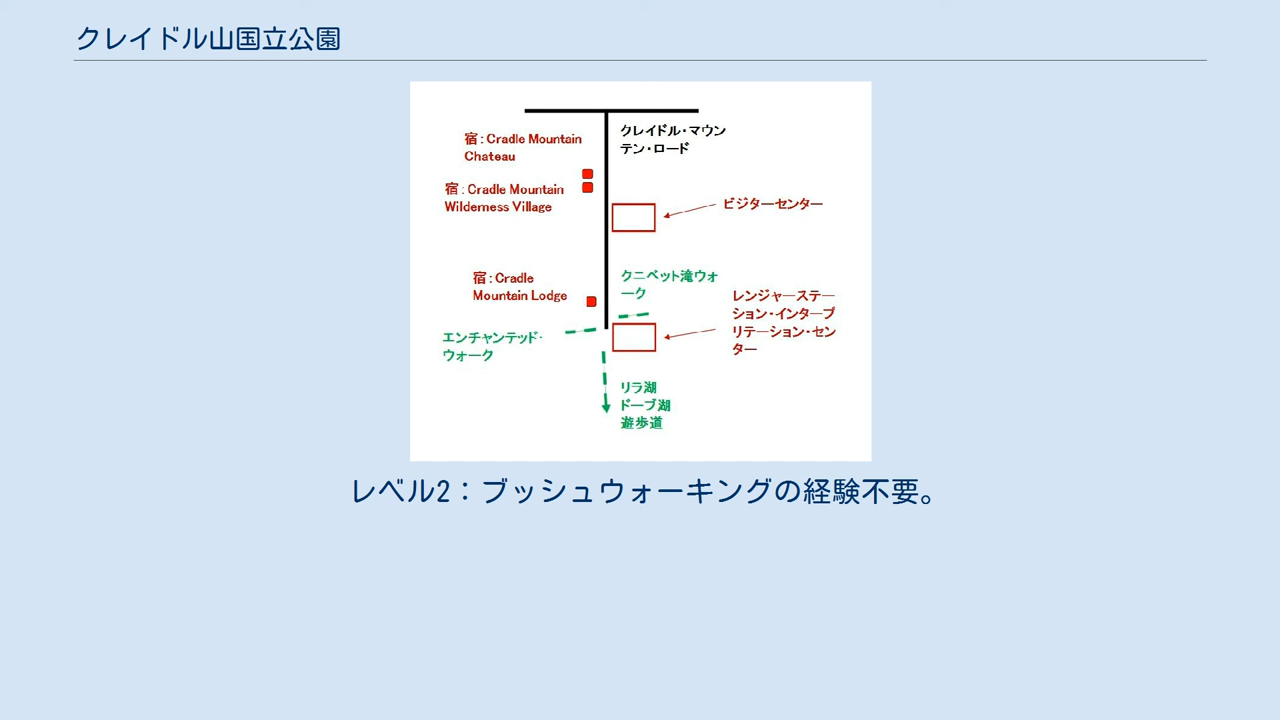 クレイドル山国立公園
宿：Cradle Mountain
Chateau
クレイドル・マウン
テン・ロード
宿：Cradle Mountain
Wilderness Village
ビジターセンター
宿：Cradle
Mountain Lodge
クニペット滝ウォ
ーク
レンジャーステー
ション・インタープ
リテーション・セン
ター
エンチャンテッド・
ウォーク
リラ湖
ドーブ湖
遊歩道
レベル2：ブッシュウォーキングの経験不要。